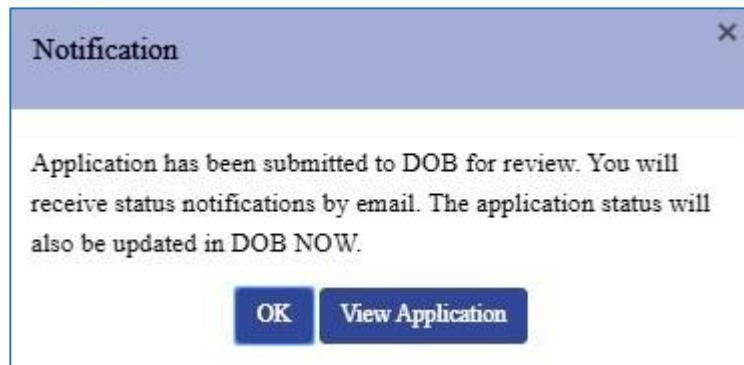 Notification
×
Application has been submitted to DOB for review. You will
receive status notifications by email. The application status will
also be updated in DOB NOW.
OK View Application